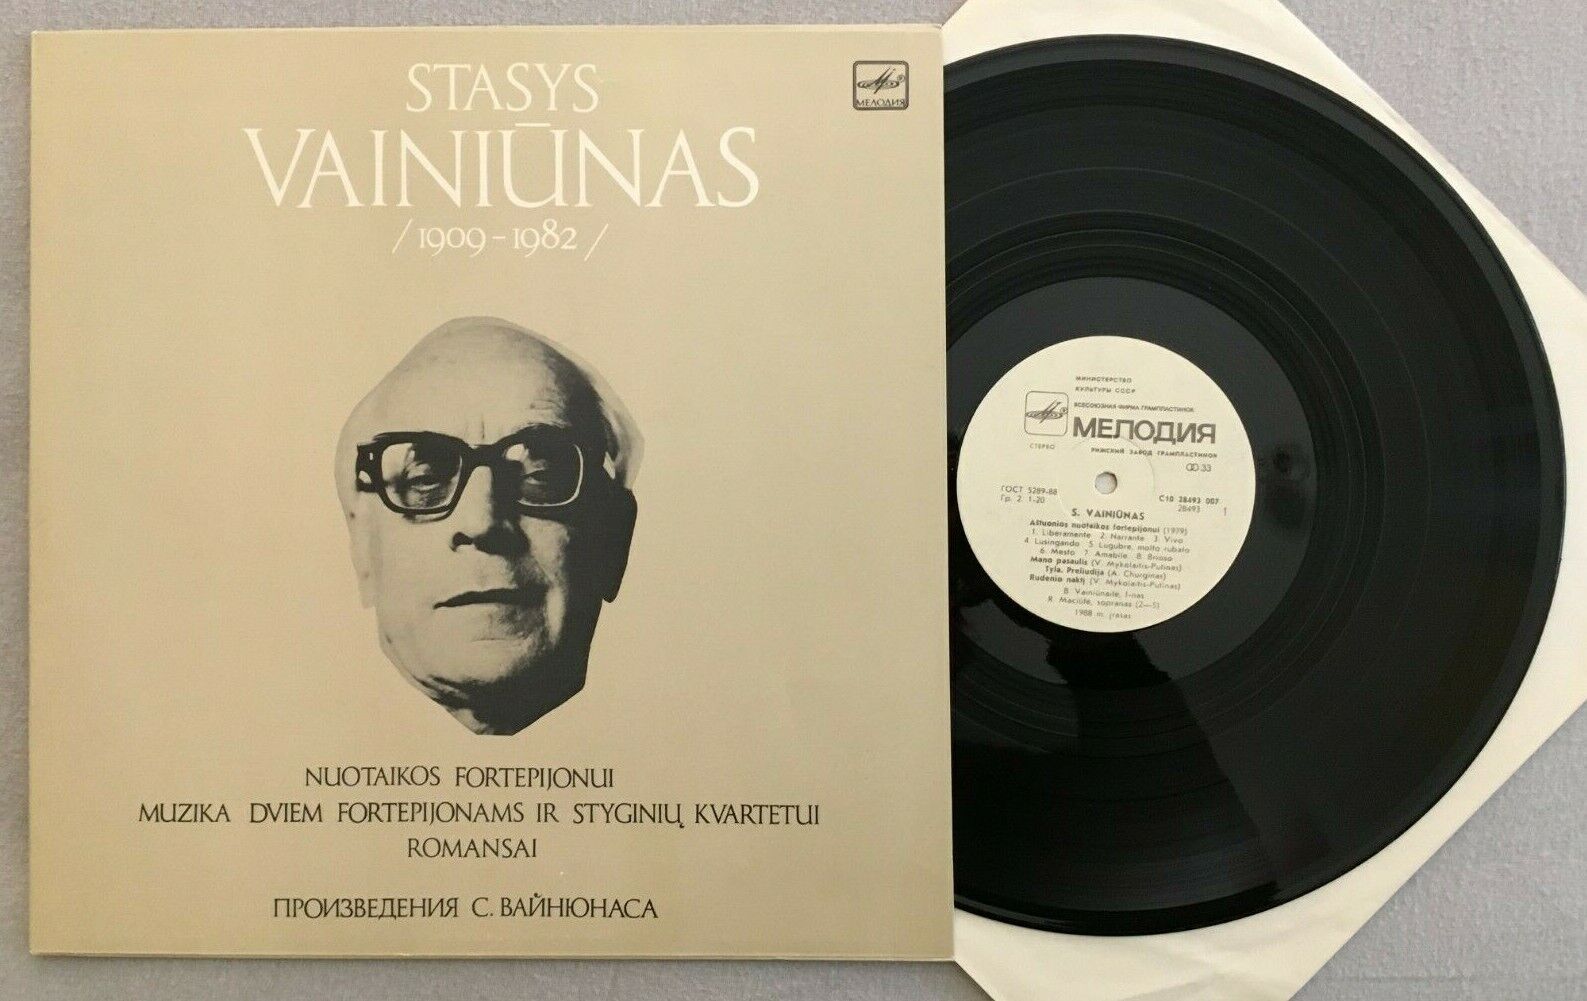 STASYS
VAINIŪNAS
/1909-1982/
МЕЛОДИЯ
NUOTAIKOS FORTEPIJONUI
MUZIKA DVIEM FORTEPIJONAMS IR STYGINIŲ KVARTETUI
ROMANSAI
ПРОИЗВЕДЕНИЯ С. ВАЙНЮНАСА
МИНИСТЕРСТВО
КУЛЬТУРЫ СССР
ВСЕСОЮЗНАЯ ФИРМА ГРАМПЛАСТИНОК
МЕЛОДИЯ
СТЕРЕО
РИЖСКИЙ ЗАВОД ГРАМПЛАСТИНОК
33
ГОСТ 5289-88
Гр. 2 1-20
С10 28493 007
28493 1
S. VAINIŪNAS
Aštuonios nuotaikos fortepijonui (1979)
1. Liberamente 2. Narrante 3. Vivo
4. Lusingando 5. Lugubre, molto rubato
6. Mesto 7. Amabile 8. Brioso
Mano pasaulis (V. Mykolaitis-Putinas)
Tyla. Preliudija (A. Churginas)
Rudenio naktį (V. Mykolaitis-Putinas)
B. Vainiūnaitė, f-nas
R. Maciūtė, sopranas (2—5)
1988 m. įrašas